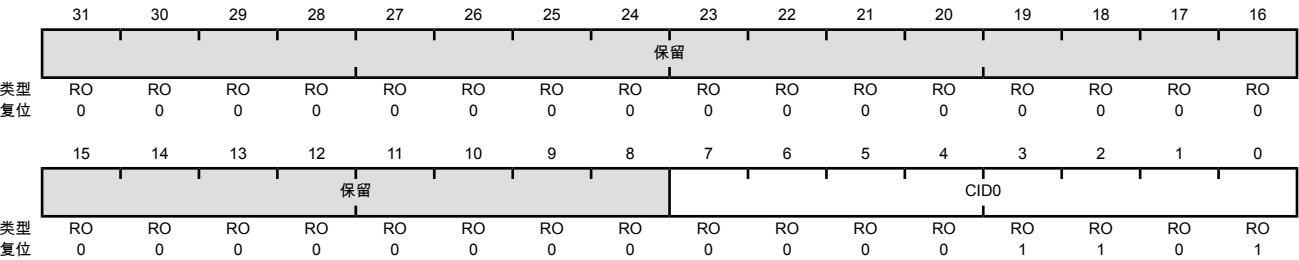 31 30 29 28 27 26 25 24 23 22 21 20 19 18 17 16
保留
类型 RO RO RO RO RO RO RO RO RO RO RO RO RO RO RO RO
复位 0 0 0 0 0 0 0 0 0 0 0 0 0 0 0 0
15 14 13 12 11 10 9 8 7 6 5 4 3 2 1 0
保留 CID0
类型 RO RO RO RO RO RO RO RO RO RO RO RO RO RO RO RO
复位 0 0 0 0 0 0 0 0 0 0 0 0 1 1 0 1